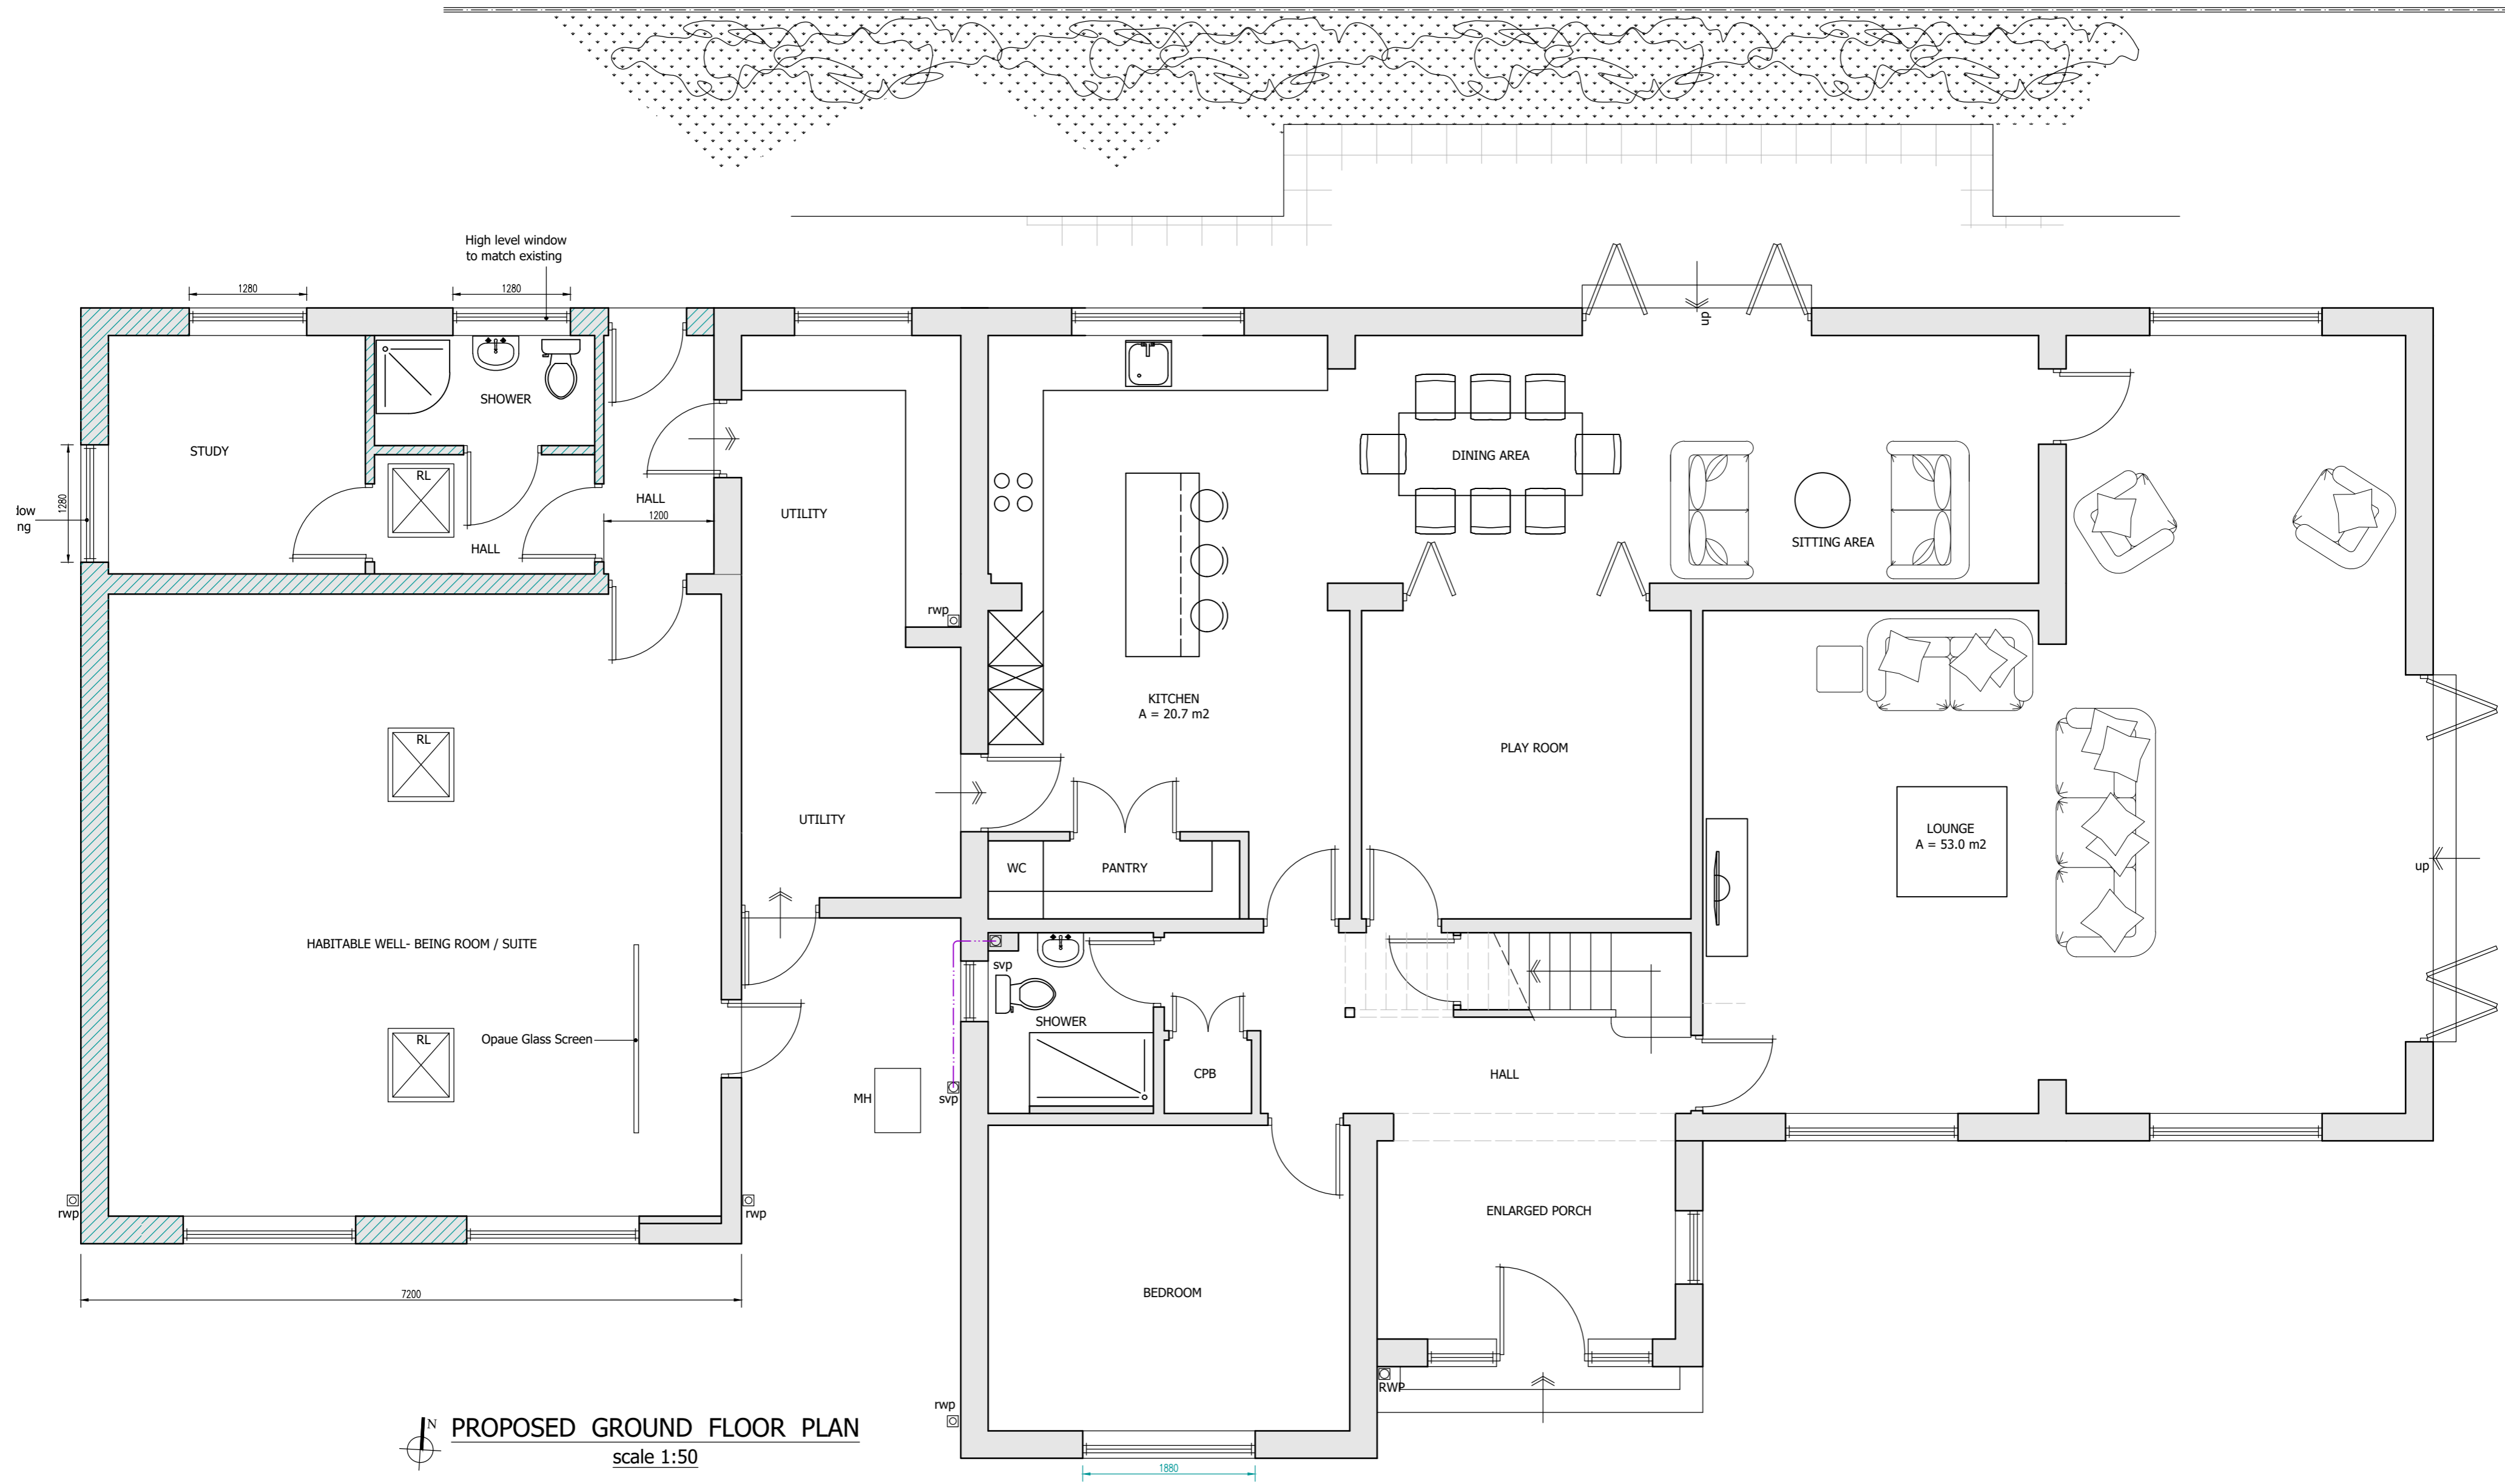 High level window
to match existing
1280
1280
dn
SHOWER
STUDY
DINING AREA
RL
HALL
1280
1200
UTILITY
ng
HALL
SITTING AREA
rwp
KITCHEN
A = 20.7 m2
RL
PLAY ROOM
UTILITY
LOUNGE
A = 53.0 m2
WC
PANTRY
up
HABITABLE WELL- BEING ROOM / SUITE
svp
SHOWER
RL
Opaue Glass Screen
CPB
HALL
MH
svp
rwp
rwp
ENLARGED PORCH
BEDROOM
7200
RWP
rwp
N
PROPOSED GROUND FLOOR PLAN
scale 1:50
1880